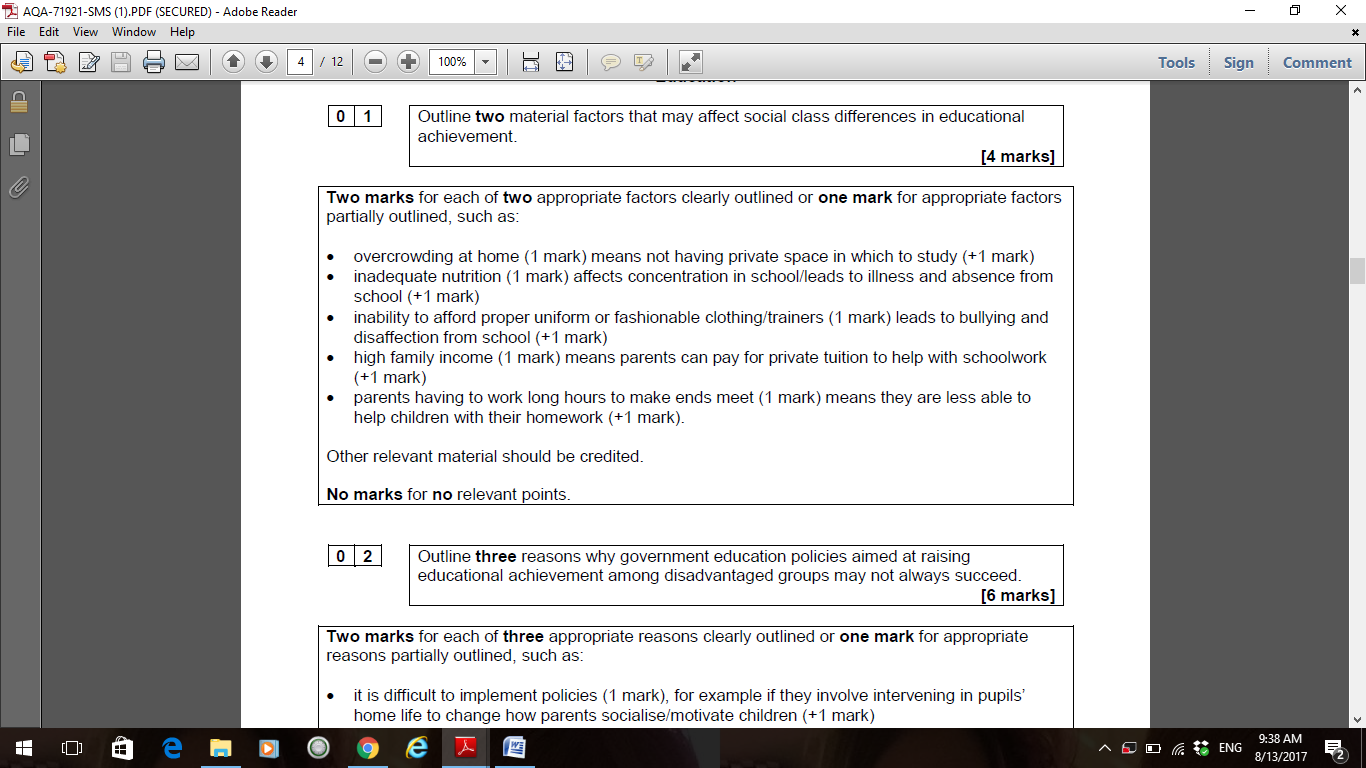 AQA-71921-SMS (1).PDF (SECURED) - Adobe Reader
File Edit View Window Help
4 / 12 100% Tools Sign Comment
0 1 Outline two material factors that may affect social class differences in educational
achievement.
[4 marks]
Two marks for each of two appropriate factors clearly outlined or one mark for appropriate factors
partially outlined, such as:
• overcrowding at home (1 mark) means not having private space in which to study (+1 mark)
• inadequate nutrition (1 mark) affects concentration in school/leads to illness and absence from
school (+1 mark)
• inability to afford proper uniform or fashionable clothing/trainers (1 mark) leads to bullying and
disaffection from school (+1 mark)
• high family income (1 mark) means parents can pay for private tuition to help with schoolwork
(+1 mark)
• parents having to work long hours to make ends meet (1 mark) means they are less able to
help children with their homework (+1 mark).
Other relevant material should be credited.
No marks for no relevant points.
0 2 Outline three reasons why government education policies aimed at raising
educational achievement among disadvantaged groups may not always succeed.
[6 marks]
Two marks for each of three appropriate reasons clearly outlined or one mark for appropriate
reasons partially outlined, such as:
• it is difficult to implement policies (1 mark), for example if they involve intervening in pupils'
home life to change how parents socialise/motivate children (+1 mark)
ENG 9:38 AM
8/13/2017 2